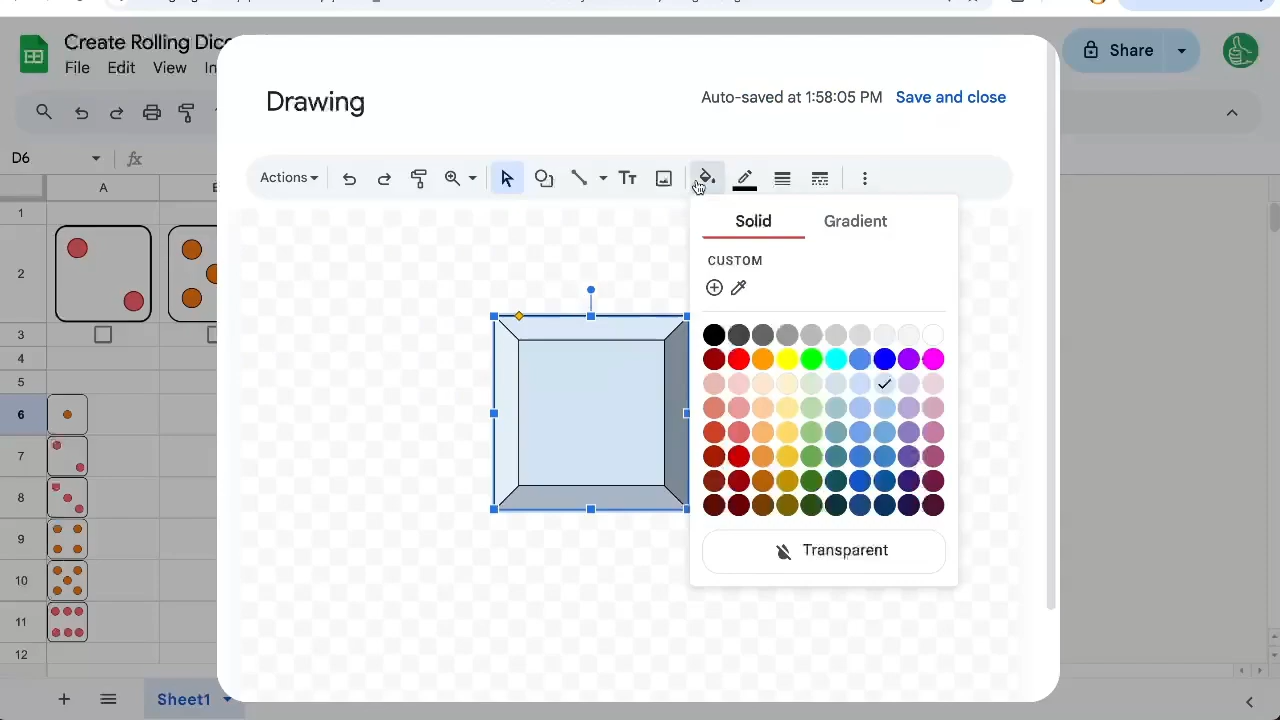 Create Rolling Dic
File
Edit
View
In
Share
Drawing
Auto-saved at 1:58:05 PM
Save and close
D6
fx
Actions
Tт
Solid
Gradient
CUSTOM
Transparent
A
1
2
3
4
5
6
7
8
9
10
11
12
Sheet1